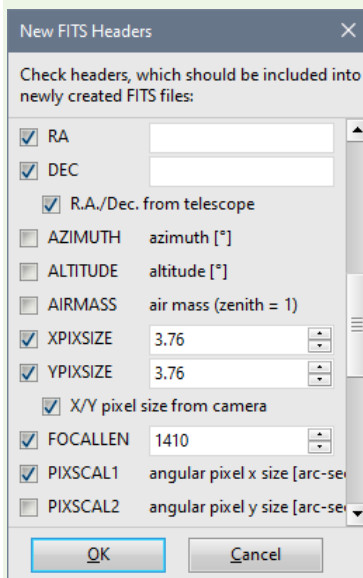 New FITS Headers
Check headers, which should be included into
newly created FITS files:
RA
DEC
R.A./Dec. from telescope
AZIMUTH azimuth [°]
ALTITUDE altitude [°]
AIRMASS air mass (zenith = 1)
XPIXSIZE 3.76
YPIXSIZE 3.76
X/Y pixel size from camera
FOCALLEN 1410
PIXSCAL1 angular pixel x size [arc-se
PIXSCAL2 angular pixel y size [arc-se
OK Cancel